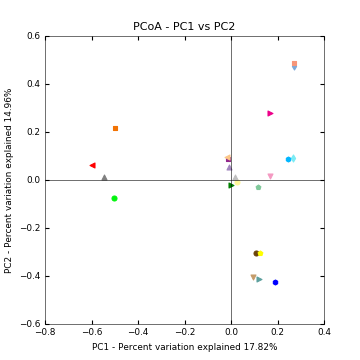 PCoA - PC1 vs PC2
PC2 - Percent variation explained 14.96%
0.6
0.4
0.2
0.0
−0.2
−0.4
−0.6
−0.8 −0.6 −0.4 −0.2 0.0 0.2 0.4
PC1 - Percent variation explained 17.82%